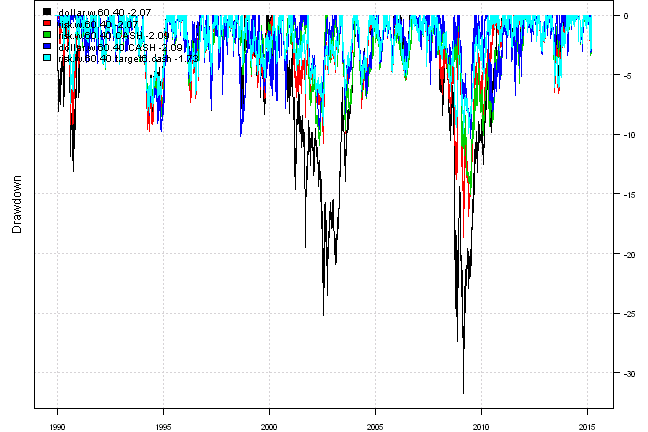 dollar.w.60.40 -2.07
risk.w.60.40 -2.07
risk.w.60.40.CASH -2.09
dollar.w.60.40.CASH -2.09
risk.w.60.40.target6.cash -1.73
0
-5
-10
-15
-20
-25
-30
Drawdown
1990 1995 2000 2005 2010 2015